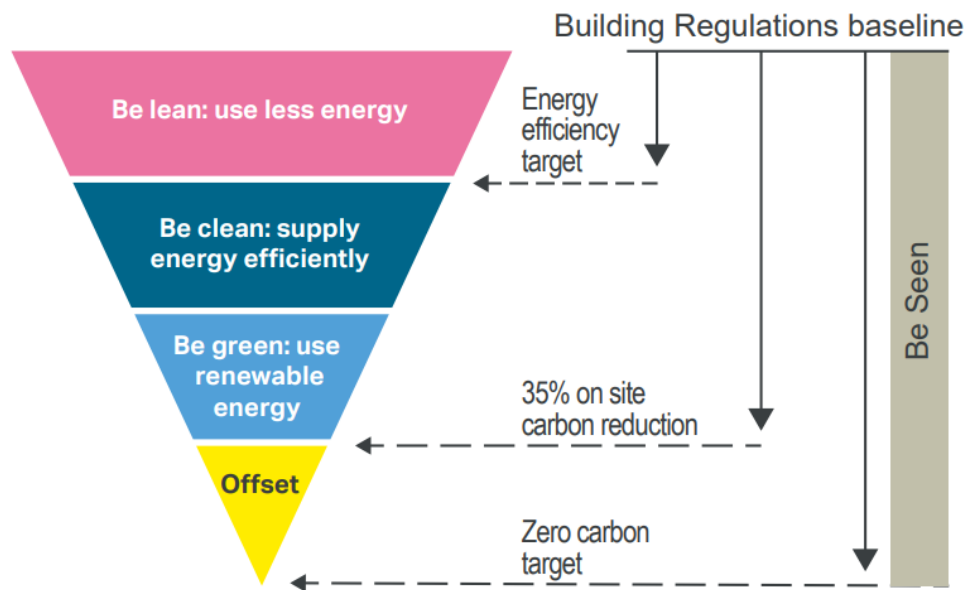 Building Regulations baseline
Be lean: use less energy
Energy
efficiency
target
Be clean: supply
energy efficiently
Be Seen
Be green: use
renewable
energy
35% on site
carbon reduction
Offset
Zero carbon
target